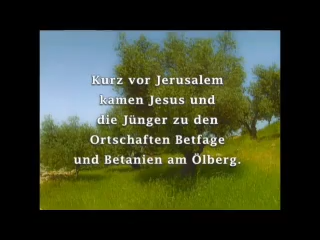 Kurz vor Jerusalem
kamen Jesus und
die Jünger zu den
Ortschaften Betfage
und Betanien am Ölberg.